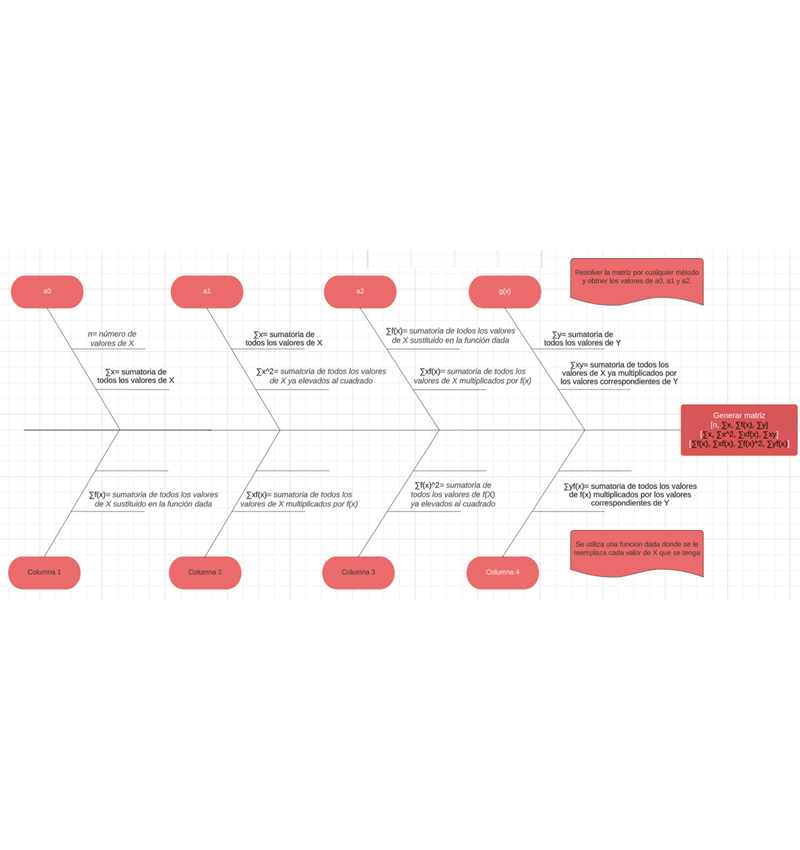 a0
a1
a2
g(x)
Resolver la matriz por cualquier método
y obtner los valores de a0, a1 y a2.
n= número de
valores de X
∑x= sumatoria de
todos los valores de X
∑x= sumatoria de
todos los valores de X
∑x^2= sumatoria de todos los valores
de X ya elevados al cuadrado
∑f(x)= sumatoria de todos los valores
de X sustituido en la función dada
∑xf(x)= sumatoria de todos los
valores de X multiplicados por f(x)
∑y= sumatoria de
todos los valores de Y
∑xy= sumatoria de todos los
valores de X ya multiplicados por
los valores correspondientes de Y
Generar matriz
[n, ∑x, ∑f(x), ∑y]
[∑x, ∑x^2, ∑xf(x), ∑xy]
[∑f(x), ∑xf(x), ∑f(x)^2, ∑yf(x)]
∑f(x)= sumatoria de todos los valores
de X sustituido en la función dada
∑xf(x)= sumatoria de todos los
valores de X multiplicados por f(x)
∑f(x)^2= sumatoria de
todos los valores de f(X)
ya elevados al cuadrado
∑yf(x)= sumatoria de todos los valores
de f(x) multiplicados por los valores
correspondientes de Y
Se utiliza una funcion dada donde se le
reemplaza cada valor de X que se tenga
Columna 1
Columna 2
Columna 3
Columna 4